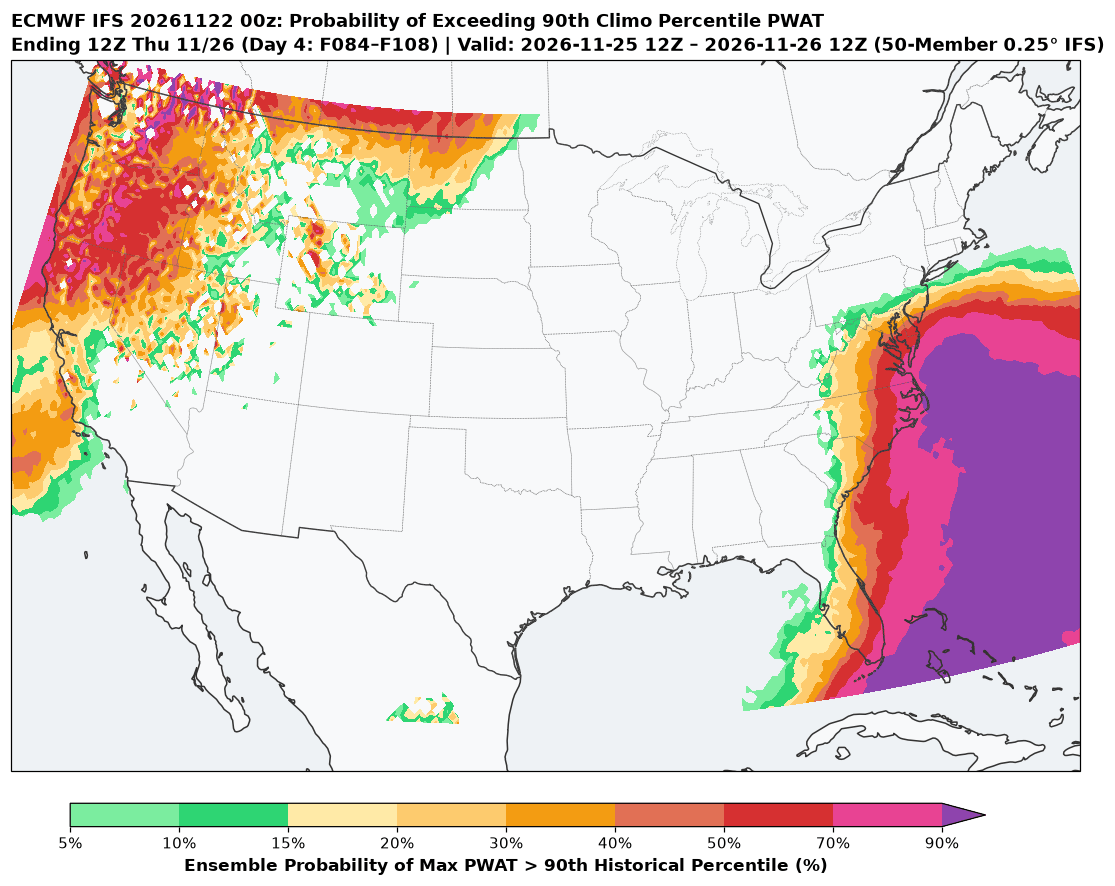 ECMWF IFS 20261122 00z: Probability of Exceeding 90th Climo Percentile PWAT
Ending 12Z Thu 11/26 (Day 4: F084–F108) | Valid: 2026-11-25 12Z – 2026-11-26 12Z (50-Member 0.25° IFS)
5% 10% 15% 20% 30% 40% 50% 70% 90%
Ensemble Probability of Max PWAT > 90th Historical Percentile (%)